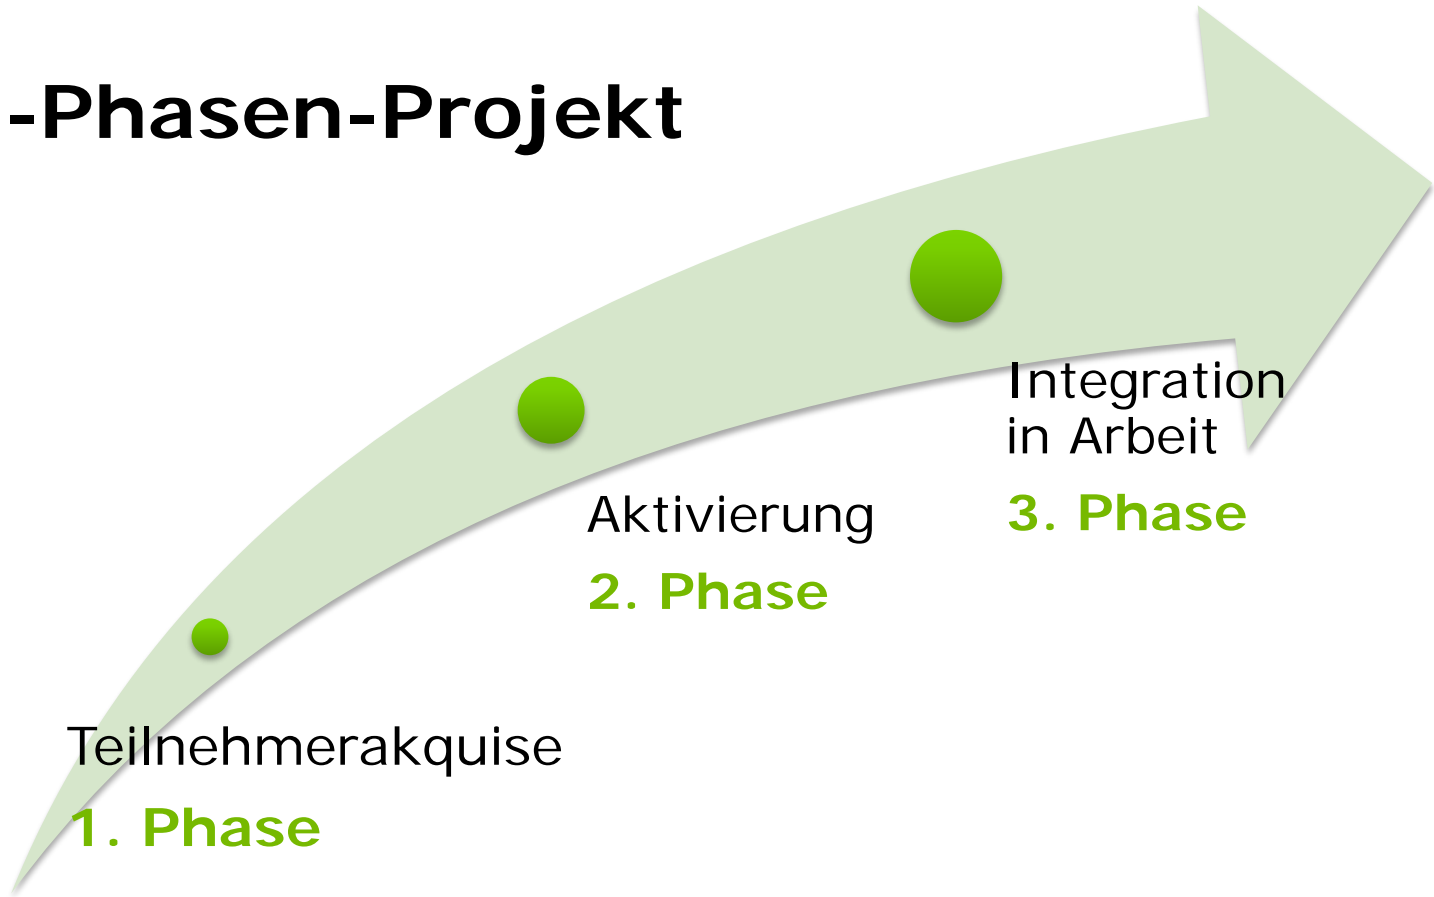 -Phasen-Projekt
Integration
in Arbeit
3. Phase
Aktivierung
2. Phase
Teilnehmerakquise
1. Phase